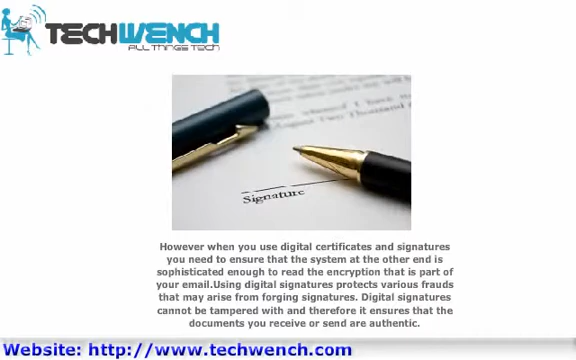 TECHWENCH
ALL THINGS TECH
Signature
However when you use digital certificates and signatures
you need to ensure that the system at the other end is
sophisticated enough to read the encryption that is part of
your email.Using digital signatures protects various frauds
that may arise from forging signatures. Digital signatures
cannot be tampered with and therefore it ensures that the
documents you receive or send are authentic.
Website: http://www.techwench.com